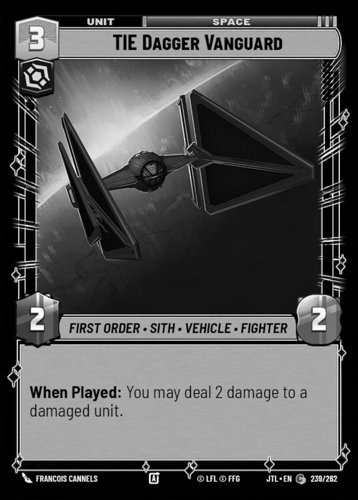 UNIT
SPACE
3
TIE Dagger Vanguard
2
FIRST ORDER • SITH • VEHICLE • FIGHTER
2
When Played: You may deal 2 damage to a
damaged unit.
FRANCOIS CANNELS
© LFL © FFG
JTL • EN C 239/262